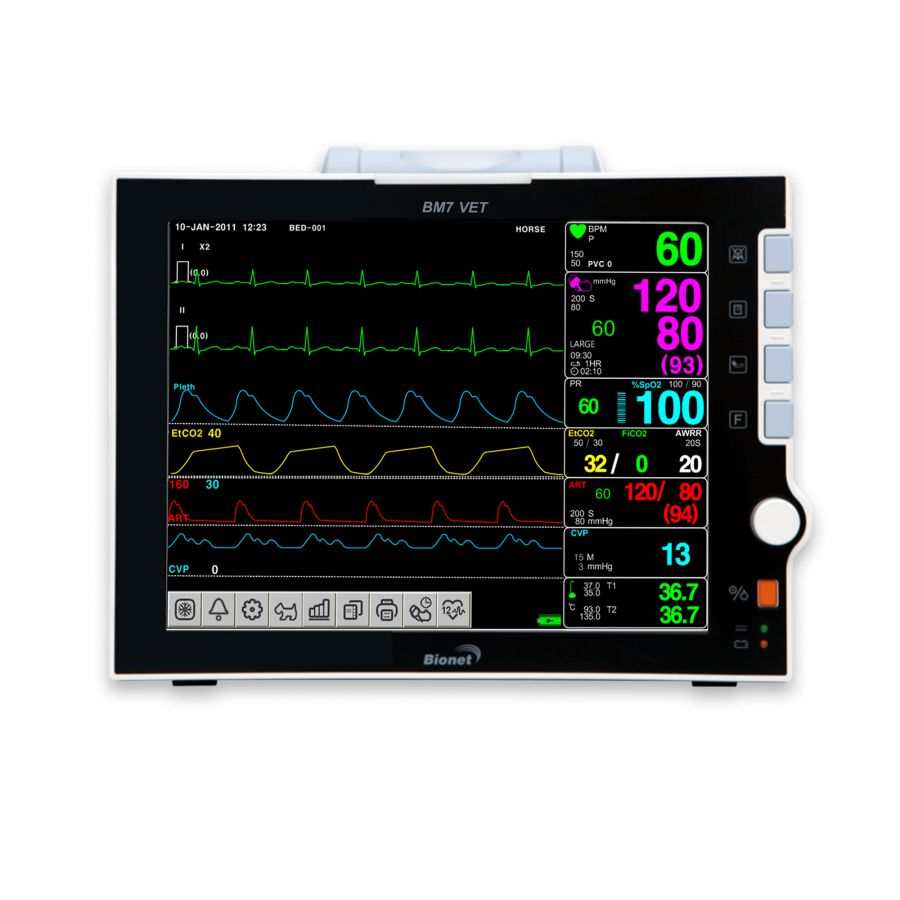 BM7 VET
10-JAN-2011 12:23 BED-001 HORSE
I X2
(0.0)
II
(0.0)
Pleth
EtCO2 40
160 30
ART
CVP 0
BPM
P
60
150
50 PVC 0
mmHg
120
200 S
80
60 80
LARGE
09:30
1HR (93)
02:10
PR %SpO2 100 / 90
60 100
EtCO2 FiCO2 AWRR
50 / 30 20S
32 / 0 20
ART 60 120/ 80
200 S (94)
80 mmHg
CVP
15 M 13
3 mmHg
37.0 T1 36.7
35.0
°C 93.0 T2 36.7
135.0
12
F
Bionet